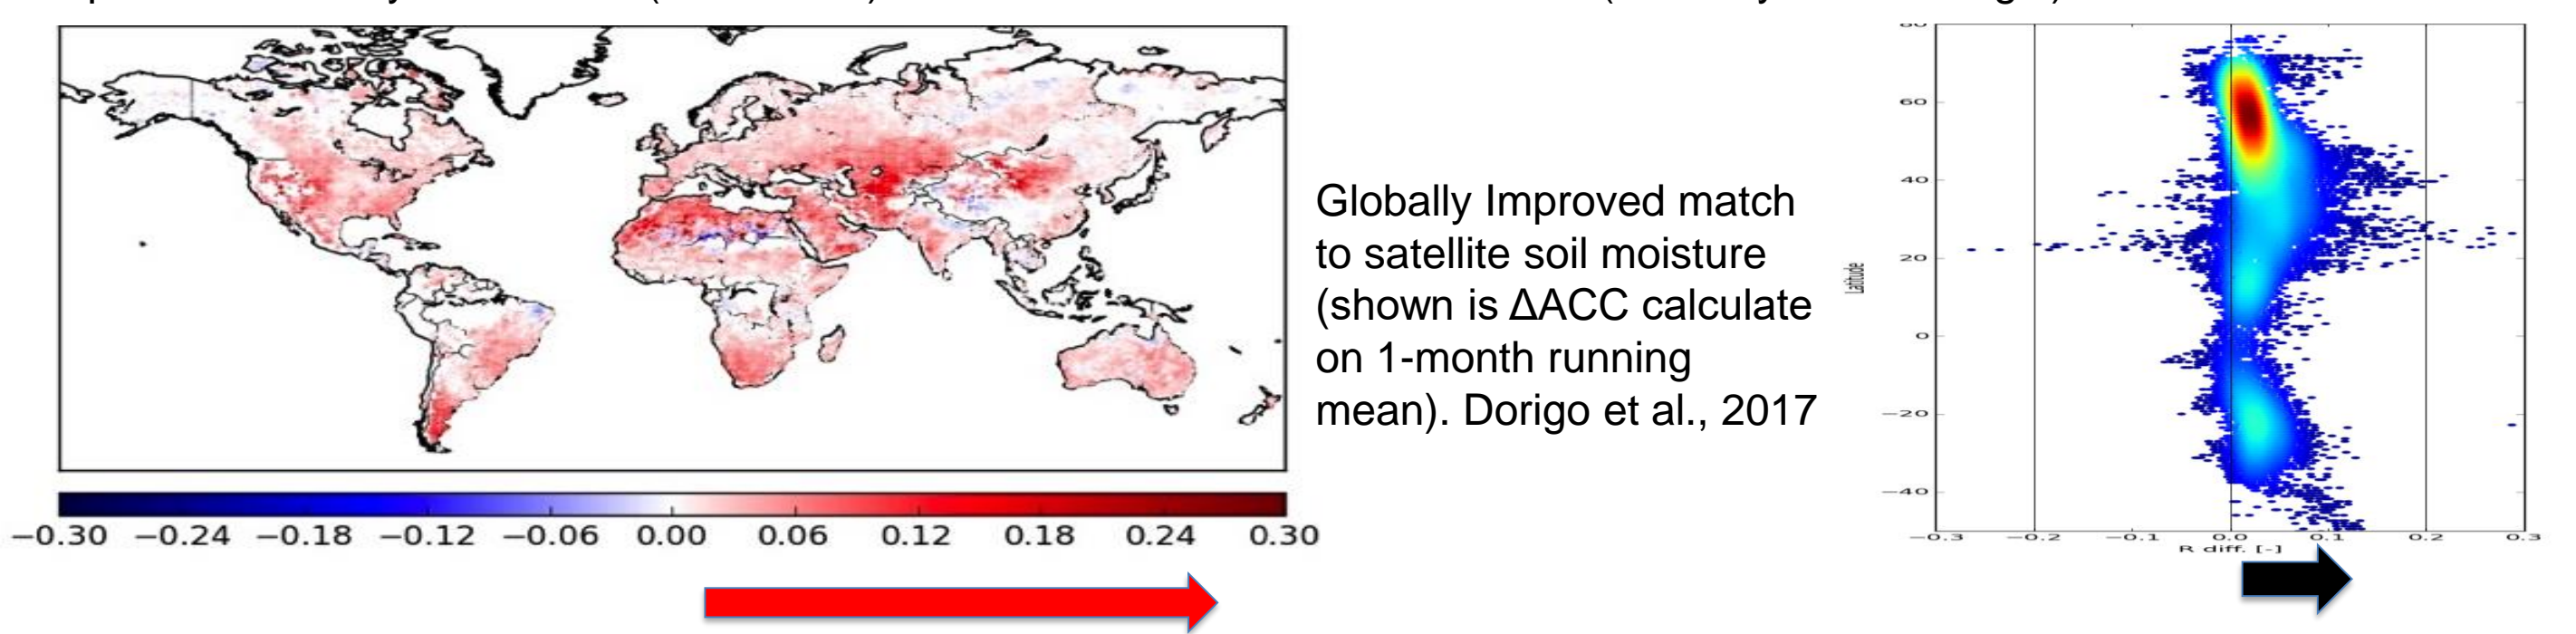 Globally Improved match
to satellite soil moisture
(shown is ΔACC calculate
on 1-month running
mean). Dorigo et al., 2017
−0.30 −0.24 −0.18 −0.12 −0.06 0.00 0.06 0.12 0.18 0.24 0.30
60
40
20
0
−20
−40
Latitude
−0.3 −0.2 −0.1 0.0 0.1 0.2 0.3
R diff. [-]